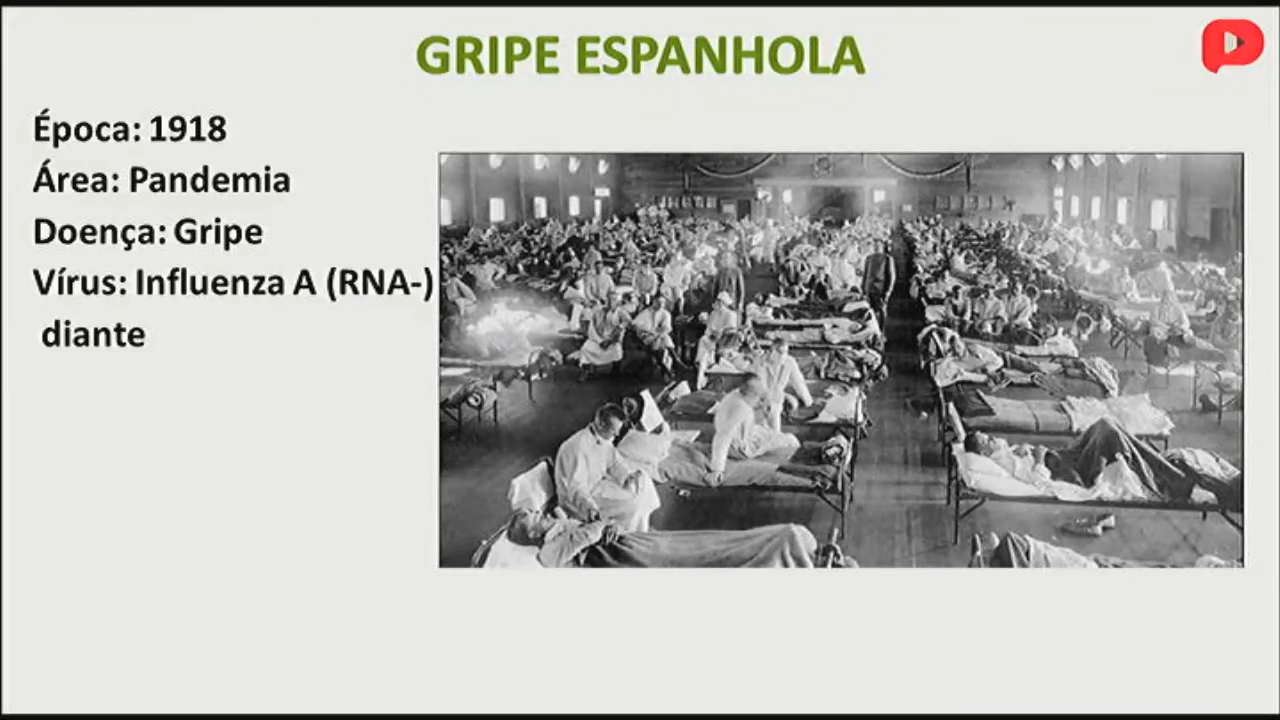 GRIPE ESPANHOLA
Época: 1918
Área: Pandemia
Doença: Gripe
Vírus: Influenza A (RNA-)
diante